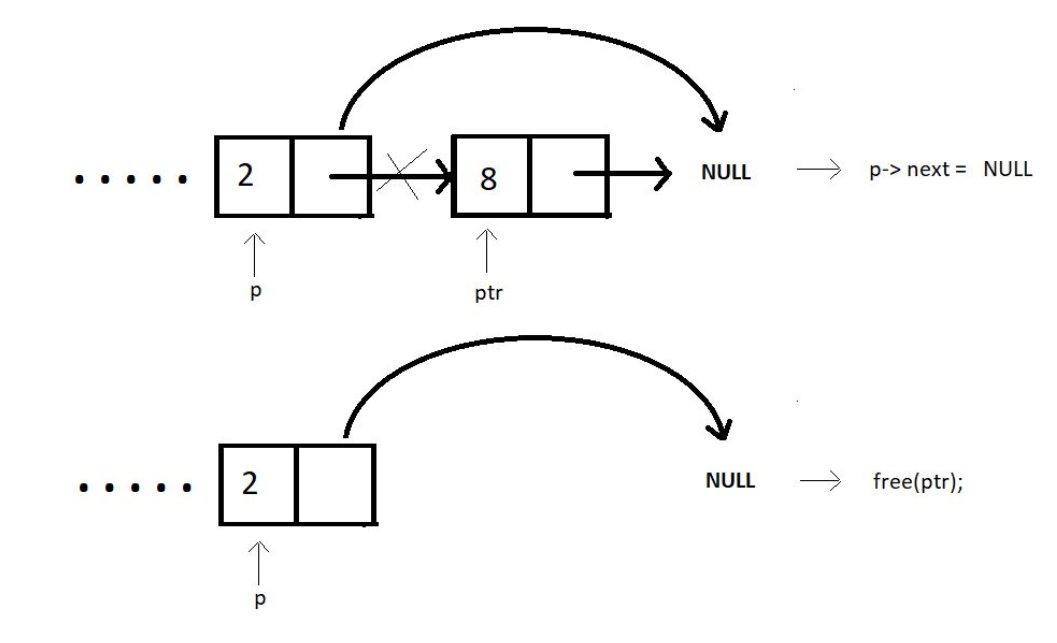 2 8 NULL p-> next = NULL
p ptr
2 NULL free(ptr);
p